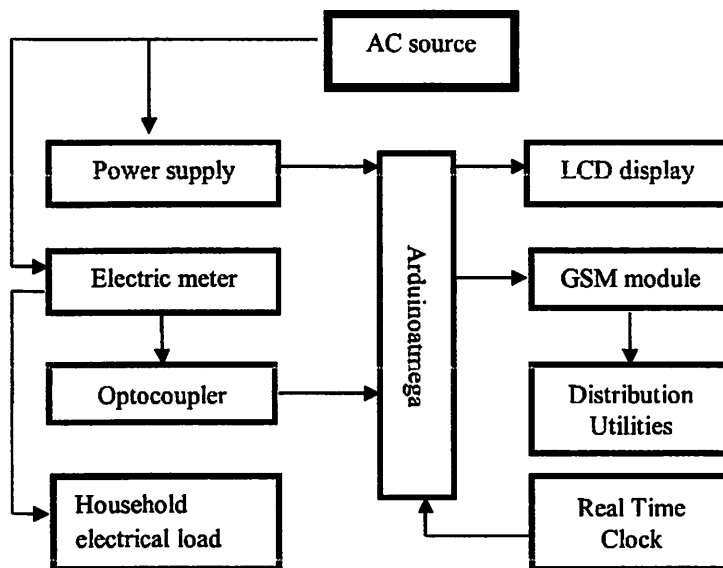 AC source
Power supply
LCD display
Arduinoatmega
Electric meter
GSM module
Optocoupler
Distribution
Utilities
Household
electrical load
Real Time
Clock